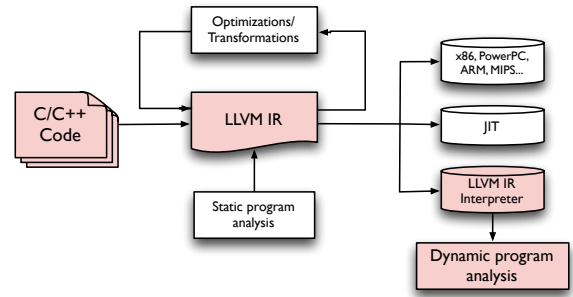 Optimizations/
Transformations
x86, PowerPC,
ARM, MIPS...
C/C++
Code
LLVM IR
JIT
Static program
analysis
LLVM IR
Interpreter
Dynamic program
analysis